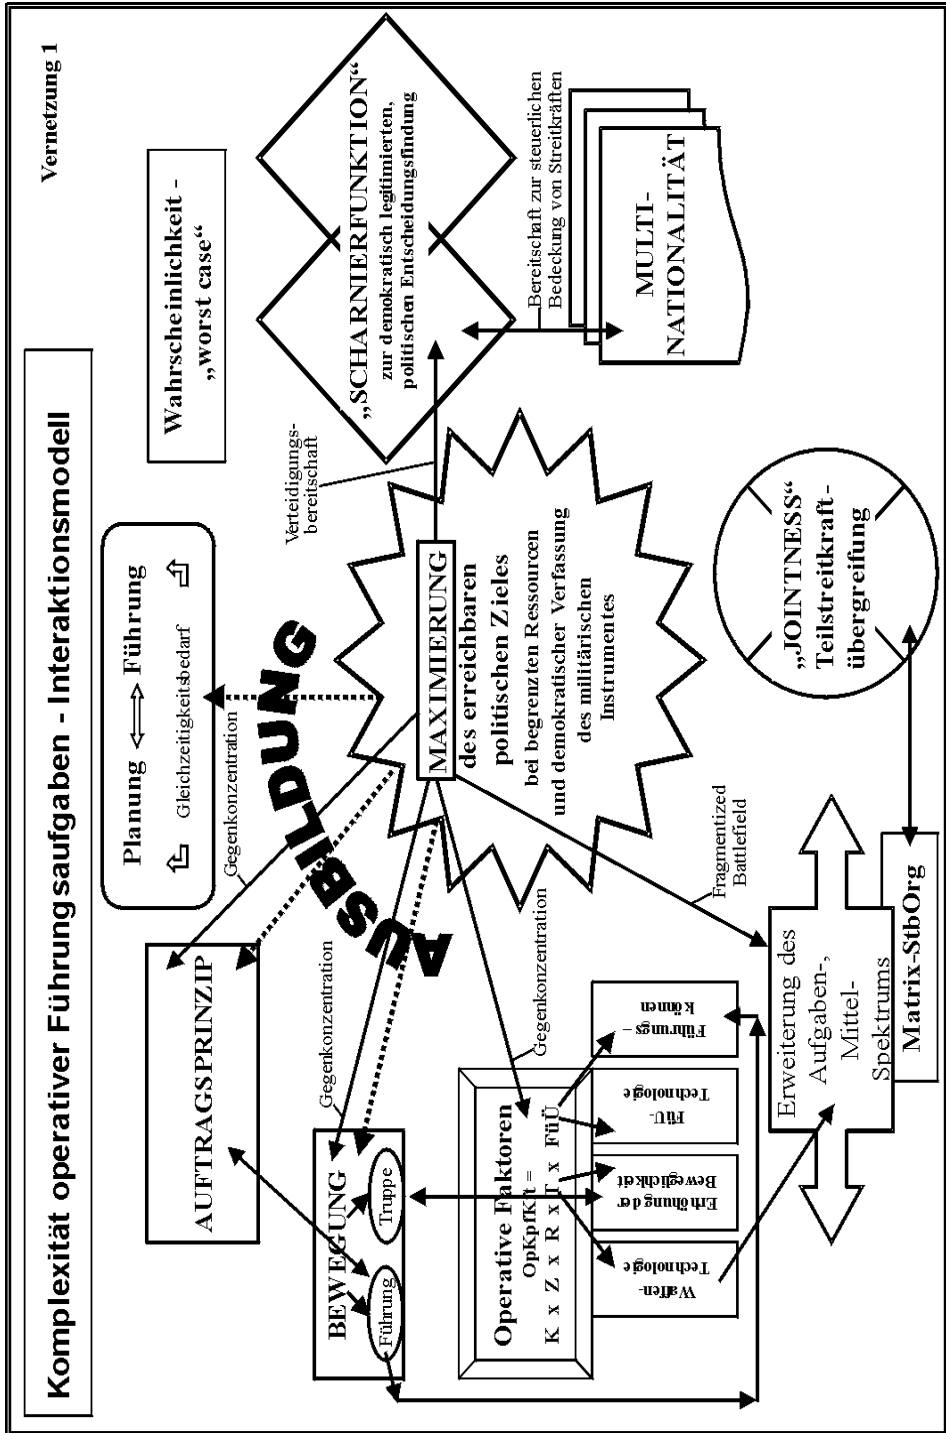 Komplexität operativer Führungsaufgaben - Interaktionsmodell
Vernetzung 1
AUFTRAGSPRINZIP
Planung ⟺ Führung
Gleichzeitigkeitsbedarf
Wahrscheinlichkeit -
„worst case“
Gegenkonzentration
AUSBILDUNG
BEWEGUNG
Führung
Truppe
Gegenkonzentration
Verteidigungs-
bereitschaft
„SCHARNIERFUNKTION“
zur demokratisch legitimierten,
politischen Entscheidungsfindung
MAXIMIERUNG
des erreichbaren
politischen Zieles
bei begrenzten Ressourcen
und demokratischer Verfassung
des militärischen
Instrumentes
Operative Faktoren
OpKpfKft =
K x Z x R x T x FüÜ
Gegenkonzentration
Bereitschaft zur steuerlichen
Bedeckung von Streitkräften
Waffen-
Technologie
Erhöhung der
Beweglichkeit
FüU-
Technologie
Führungs –
können
MULTI-
NATIONALITÄT
Fragmentized
Battlefield
Erweiterung des
Aufgaben-,
Mittel-
Spektrums
Matrix-StbOrg
„JOINTNESS“
Teilstreitkraft-
übergreifung